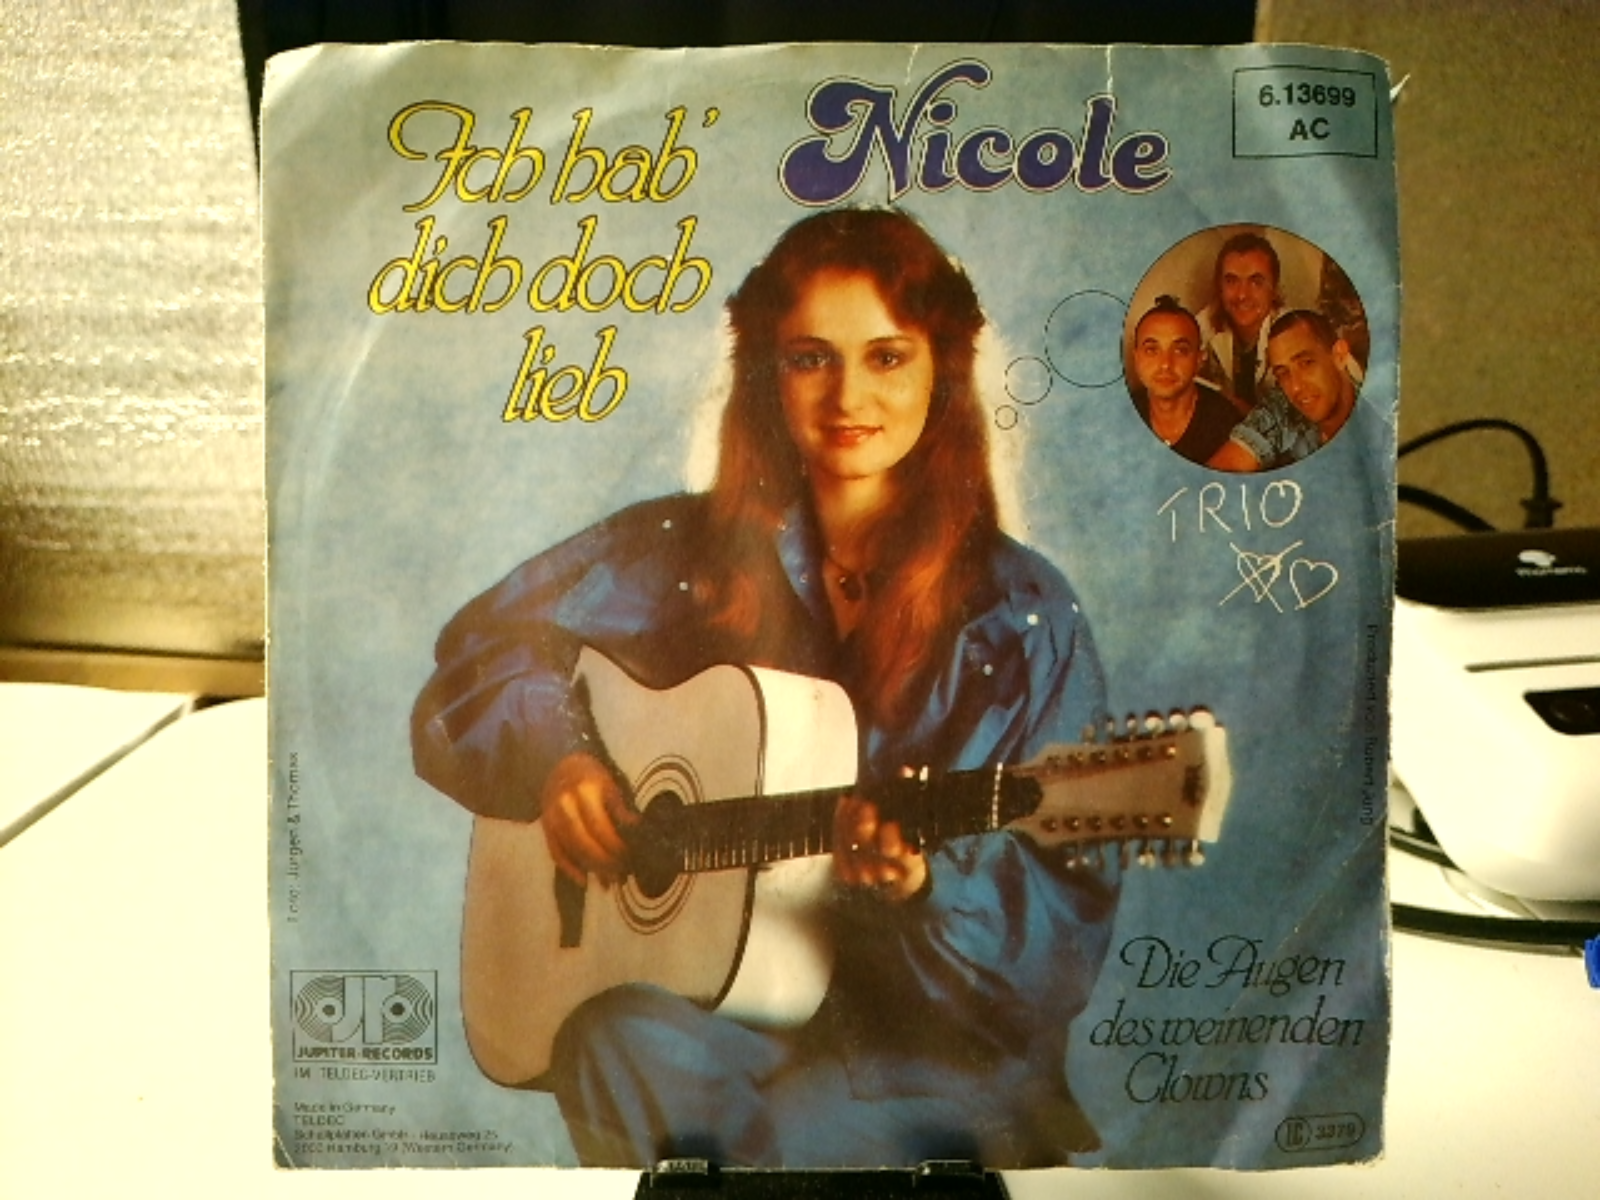 Ich hab'
dich doch
lieb
Nicole
6.13699
AC
TRIO
Produziert von Robert Jung
Foto: Jürgen & Thomas
JUPITER-RECORDS
IM TELDEC-VERTRIEB
Made in Germany
TELDEC
Schallplatten GmbH · Heussweg 25
2000 Hamburg 19 (Western Germany)
Die Augen
des weinenden
Clowns
LC 3379